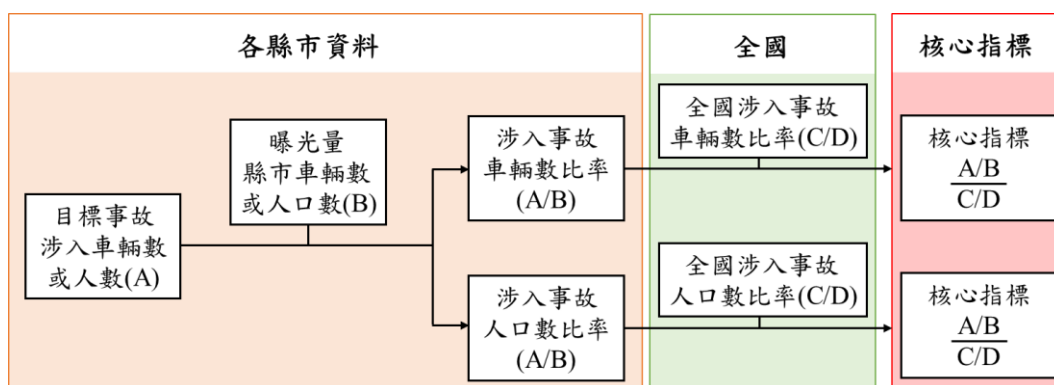 各縣市資料
全國
核心指標
目標事故
涉入車輛數
或人數(A)
曝光量
縣市車輛數
或人口數(B)
涉入事故
車輛數比率
(A/B)
全國涉入事故
車輛數比率(C/D)
核心指標
A/B
C/D
涉入事故
人口數比率
(A/B)
全國涉入事故
人口數比率(C/D)
核心指標
A/B
C/D